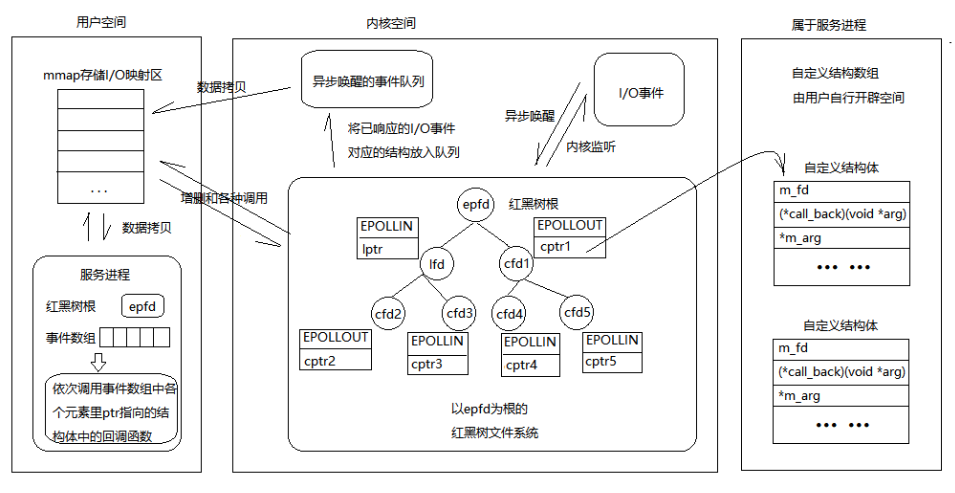 用户空间
mmap存储I/O映射区
...
数据拷贝
服务进程
红黑树根
epfd
事件数组
依次调用事件数组中各
个元素里ptr指向的结
构体中的回调函数
数据拷贝
增删和各种调用
内核空间
异步唤醒的事件队列
将已响应的I/O事件
对应的结构放入队列
I/O事件
异步唤醒
内核监听
epfd
红黑树根
EPOLLIN
lptr
EPOLLOUT
cptr1
lfd
cfd1
cfd2
cfd3
cfd4
cfd5
EPOLLOUT
cptr2
EPOLLIN
cptr3
EPOLLIN
cptr4
EPOLLIN
cptr5
以epfd为根的
红黑树文件系统
属于服务进程
自定义结构数组
由用户自行开辟空间
自定义结构体
m_fd
(*call_back)(void *arg)
*m_arg
... ...
自定义结构体
m_fd
(*call_back)(void *arg)
*m_arg
... ...